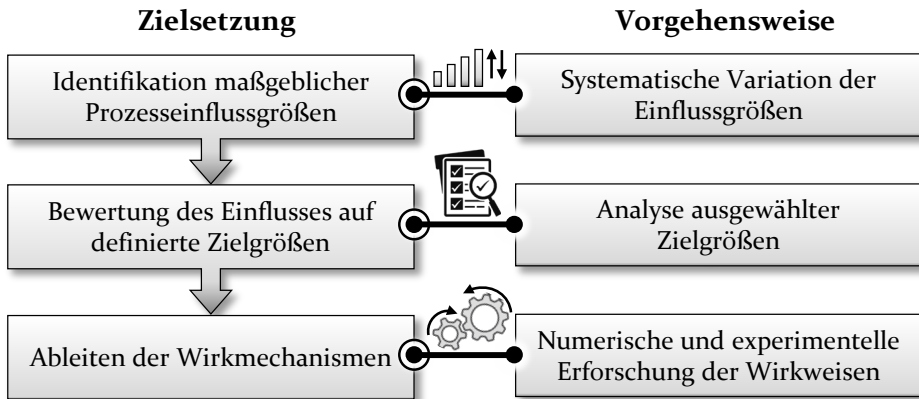 Zielsetzung
Vorgehensweise
Identifikation maßgeblicher
Prozesseinflussgrößen
Systematische Variation der
Einflussgrößen
Bewertung des Einflusses auf
definierte Zielgrößen
Analyse ausgewählter
Zielgrößen
Ableiten der Wirkmechanismen
Numerische und experimentelle
Erforschung der Wirkweisen